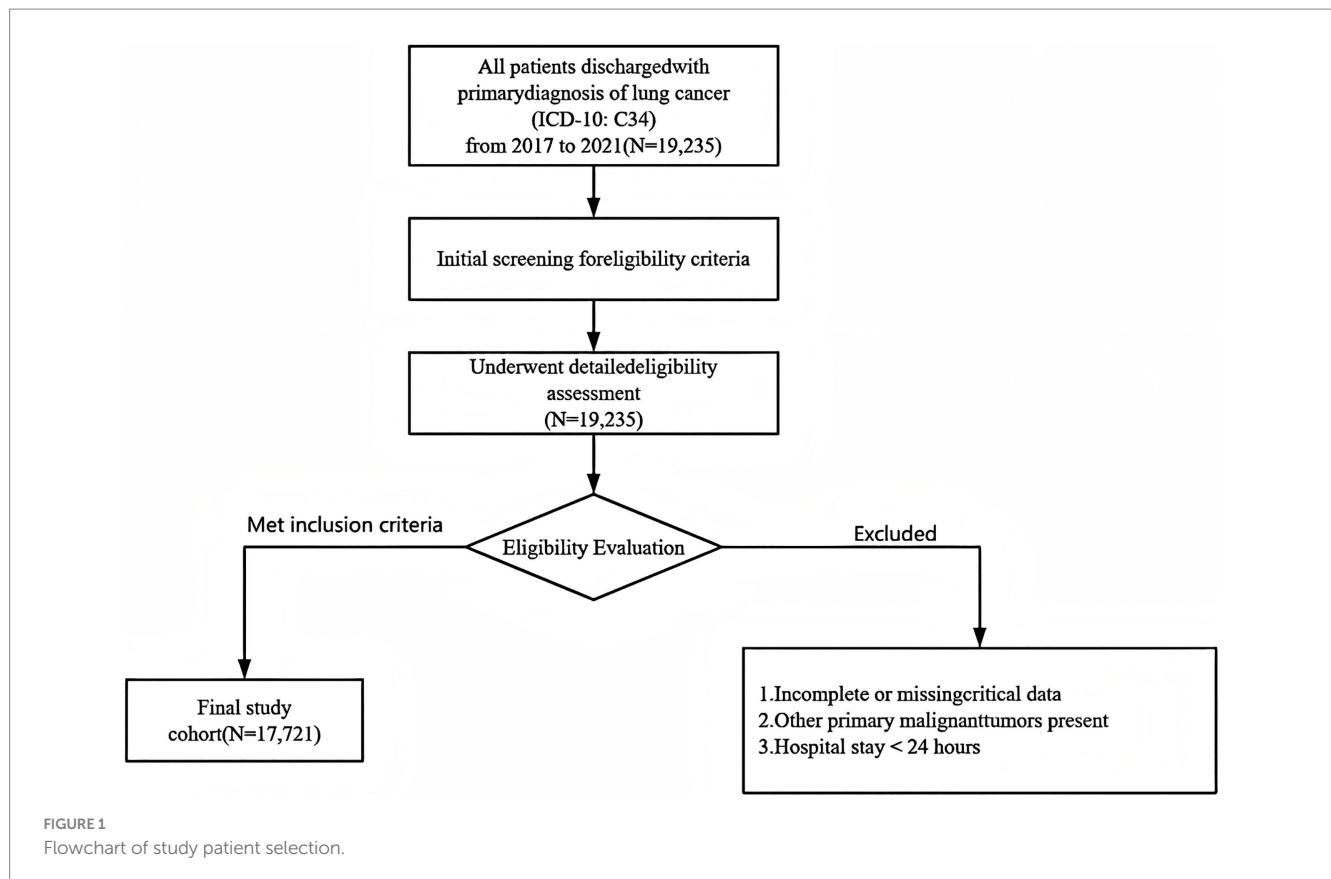 All patients dischargedwith
primarydiagnosis of lung cancer
(ICD-10: C34)
from 2017 to 2021(N=19,235)
Initial screening foreligibility criteria
Underwent detailedeligibility
assessment
(N=19,235)
Met inclusion criteria
Eligibility Evaluation
Excluded
Final study
cohort(N=17,721)
1.Incomplete or missingcritical data
2.Other primary malignanttumors present
3.Hospital stay < 24 hours
FIGURE 1
Flowchart of study patient selection.